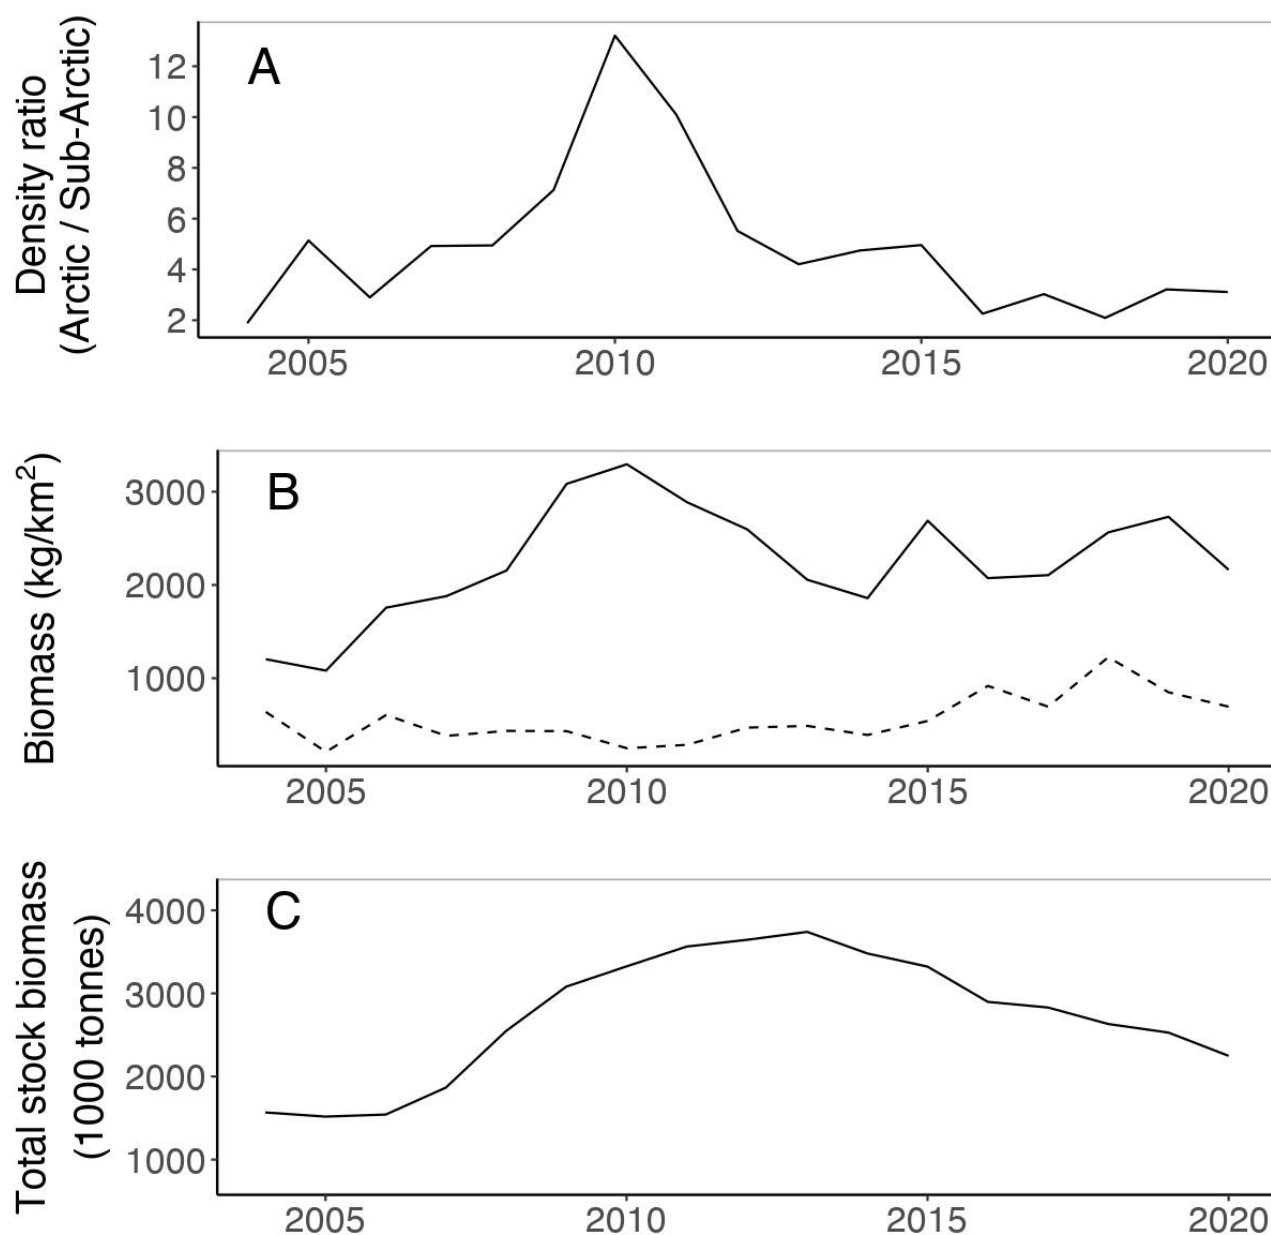 Density ratio
(Arctic / Sub-Arctic)
A
12
10
8
6
4
2
2005 2010 2015 2020
Biomass (kg/km²)
B
3000
2000
1000
2005 2010 2015 2020
Total stock biomass
(1000 tonnes)
C
4000
3000
2000
1000
2005 2010 2015 2020